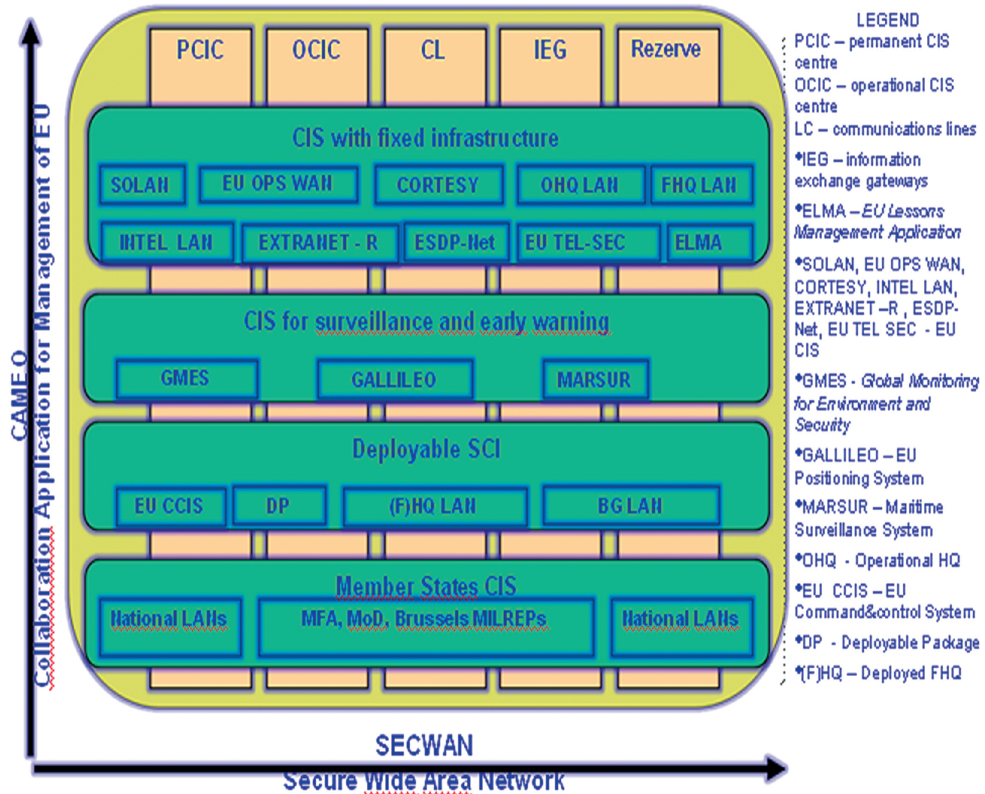 CAMEO
Collaboration Application for Management of EU
PCIC
OCIC
CL
IEG
Rezerve
CIS with fixed infrastructure
SOLAN
EU OPS WAN
CORTESY
OHQ LAN
FHQ LAN
INTEL LAN
EXTRANET - R
ESDP-Net
EU TEL-SEC
ELMA
CIS for surveillance and early warning
GMES
GALLILEO
MARSUR
Deployable SCI
EU CCIS
DP
(F)HQ LAN
BG LAN
Member States CIS
National LANs
MFA, MoD, Brussels MILREPs
National LANs
SECWAN
Secure Wide Area Network
LEGEND
PCIC – permanent CIS
centre
OCIC – operational CIS
centre
LC – communications lines
*IEG – information
exchange gateways
*ELMA – EU Lessons
Management Application
*SOLAN, EU OPS WAN,
CORTESY, INTEL LAN,
EXTRANET –R , ESDP-
Net, EU TEL SEC - EU
CIS
*GMES - Global Monitoring
for Environment and
Security
*GALLILEO – EU
Positioning System
*MARSUR – Maritime
Surveillance System
*OHQ - Operational HQ
*EU CCIS – EU
Command&control System
*DP - Deployable Package
*(F)HQ – Deployed FHQ